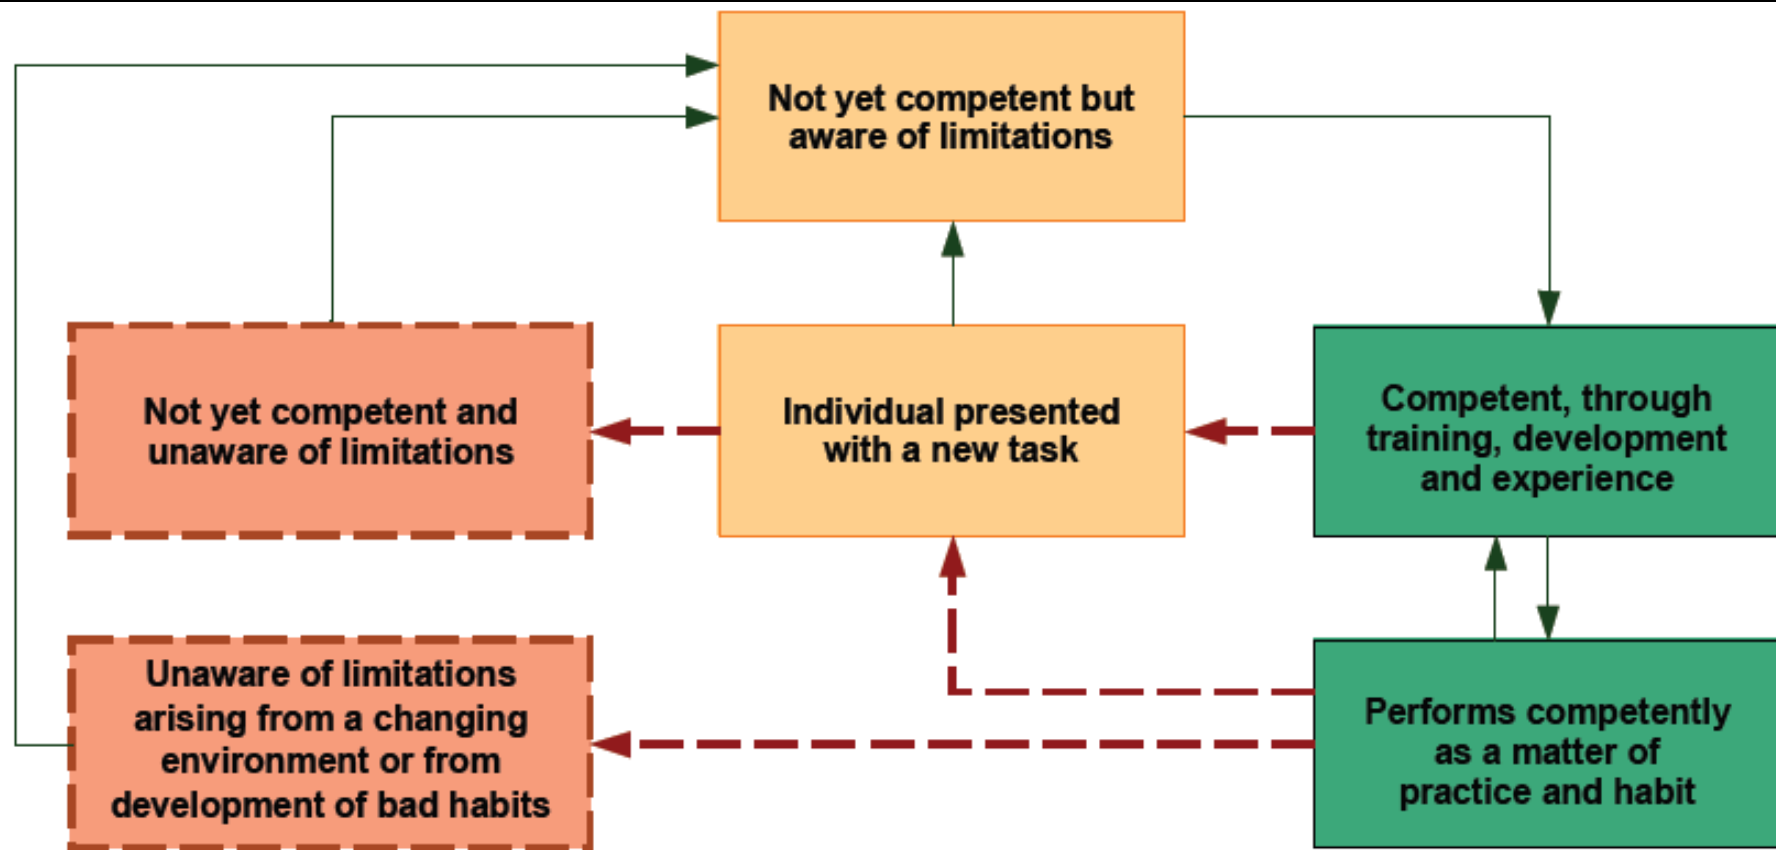 Not yet competent but
aware of limitations
Not yet competent and
unaware of limitations
Individual presented
with a new task
Competent, through
training, development
and experience
Unaware of limitations
arising from a changing
environment or from
development of bad habits
Performs competently
as a matter of
practice and habit